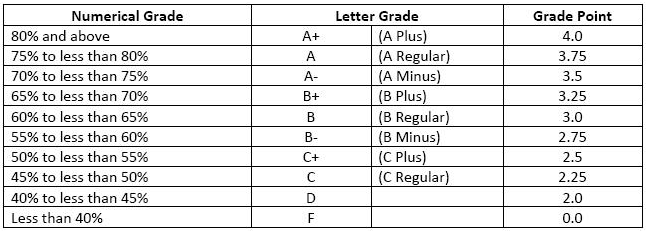 Numerical Grade Letter Grade Grade Point
80% and above A+ (A Plus) 4.0
75% to less than 80% A (A Regular) 3.75
70% to less than 75% A- (A Minus) 3.5
65% to less than 70% B+ (B Plus) 3.25
60% to less than 65% B (B Regular) 3.0
55% to less than 60% B- (B Minus) 2.75
50% to less than 55% C+ (C Plus) 2.5
45% to less than 50% C (C Regular) 2.25
40% to less than 45% D 2.0
Less than 40% F 0.0